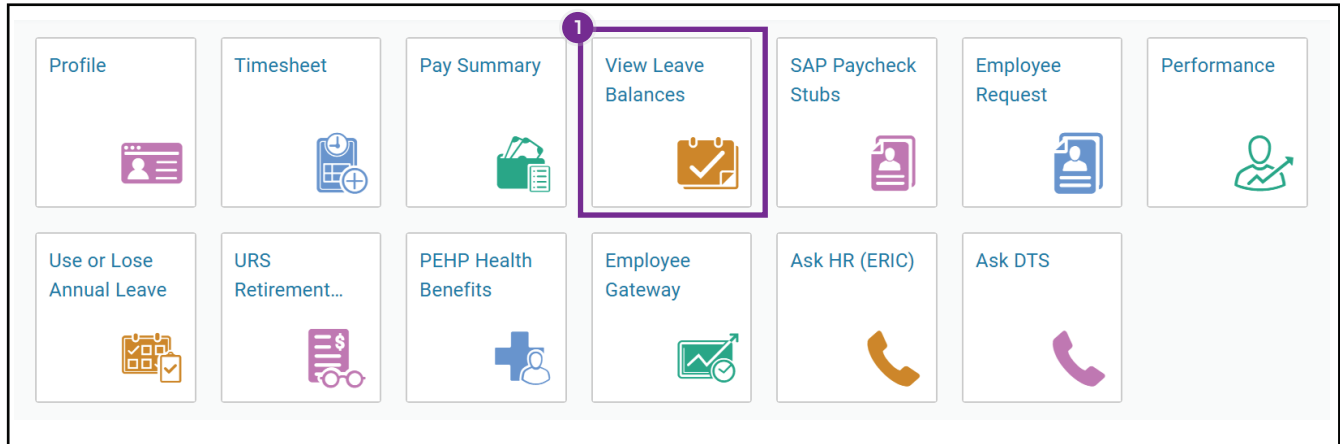 1
Profile
Timesheet
Pay Summary
View Leave
Balances
SAP Paycheck
Stubs
Employee
Request
Performance
Use or Lose
Annual Leave
URS
Retirement...
$
PEHP Health
Benefits
Employee
Gateway
Ask HR (ERIC)
Ask DTS